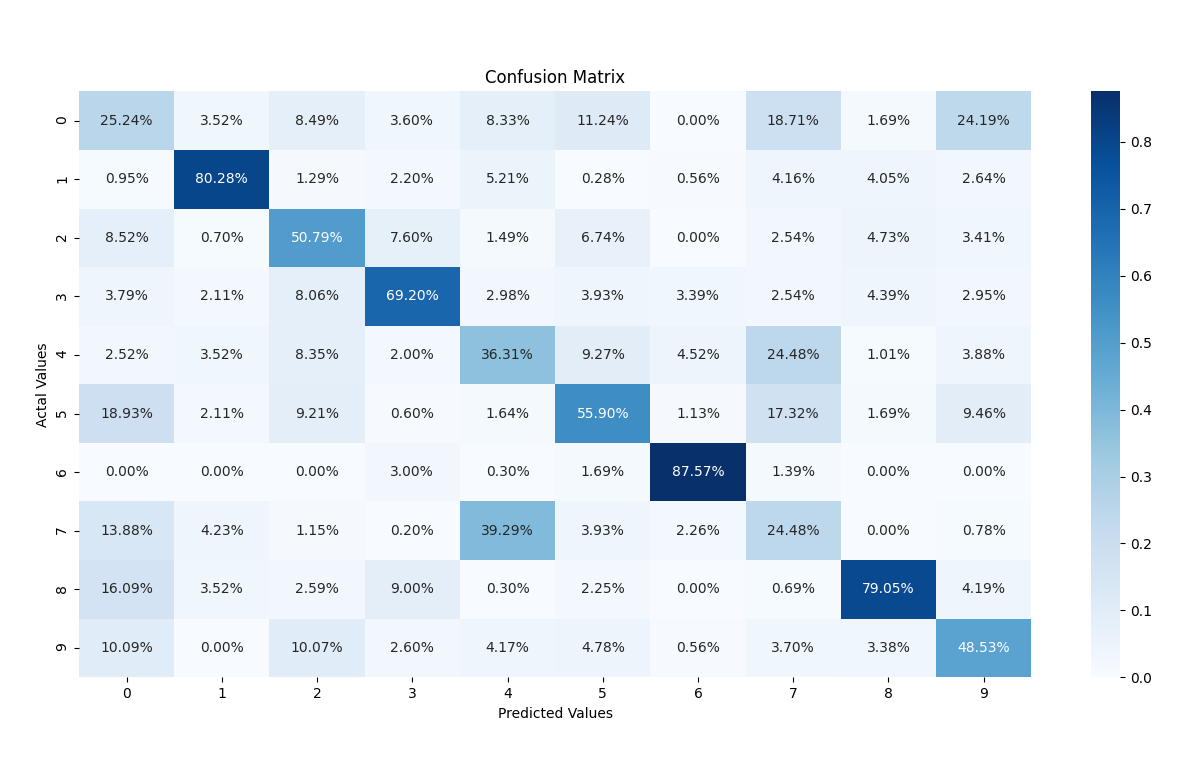 Confusion Matrix
Actal Values
0 25.24% 3.52% 8.49% 3.60% 8.33% 11.24% 0.00% 18.71% 1.69% 24.19%
1 0.95% 80.28% 1.29% 2.20% 5.21% 0.28% 0.56% 4.16% 4.05% 2.64%
2 8.52% 0.70% 50.79% 7.60% 1.49% 6.74% 0.00% 2.54% 4.73% 3.41%
3 3.79% 2.11% 8.06% 69.20% 2.98% 3.93% 3.39% 2.54% 4.39% 2.95%
4 2.52% 3.52% 8.35% 2.00% 36.31% 9.27% 4.52% 24.48% 1.01% 3.88%
5 18.93% 2.11% 9.21% 0.60% 1.64% 55.90% 1.13% 17.32% 1.69% 9.46%
6 0.00% 0.00% 0.00% 3.00% 0.30% 1.69% 87.57% 1.39% 0.00% 0.00%
7 13.88% 4.23% 1.15% 0.20% 39.29% 3.93% 2.26% 24.48% 0.00% 0.78%
8 16.09% 3.52% 2.59% 9.00% 0.30% 2.25% 0.00% 0.69% 79.05% 4.19%
9 10.09% 0.00% 10.07% 2.60% 4.17% 4.78% 0.56% 3.70% 3.38% 48.53%
0 1 2 3 4 5 6 7 8 9
Predicted Values
0.8
0.7
0.6
0.5
0.4
0.3
0.2
0.1
0.0